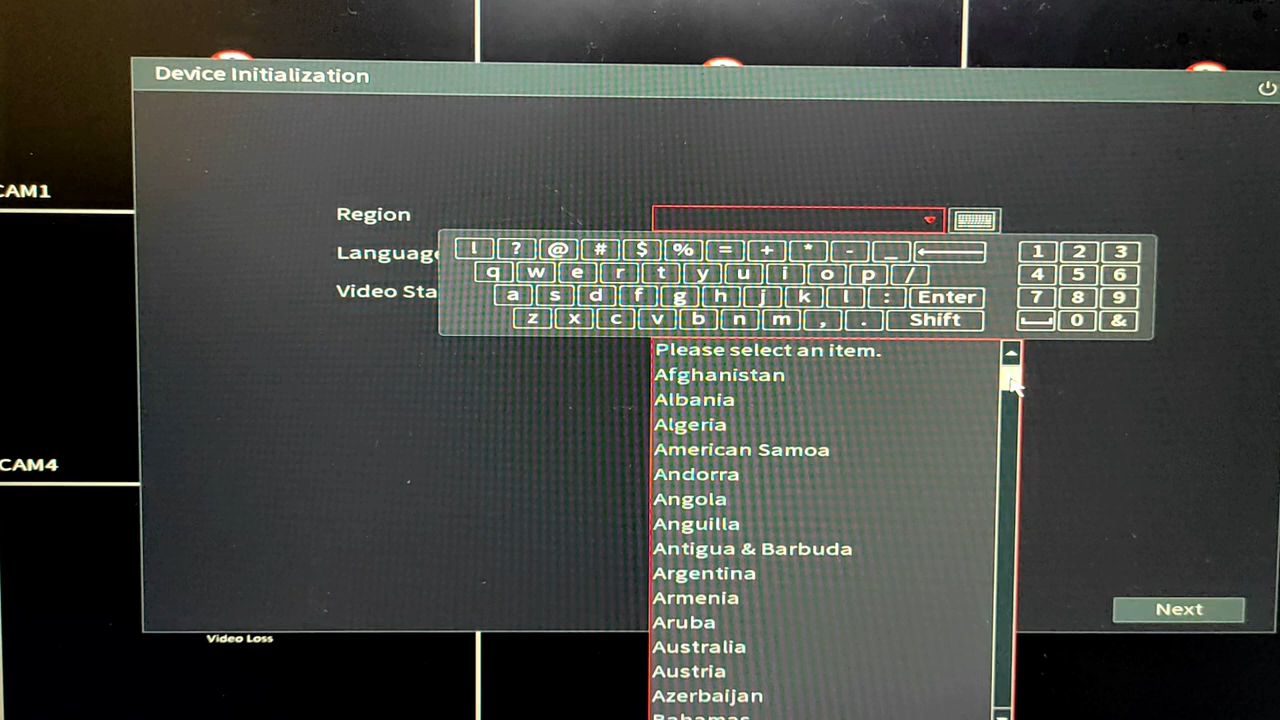 Device Initialization
CAM1
Region
Language
Video Sta
! ? @ # $ % = + * - _ 1 2 3
q w e r t y u i o p / 4 5 6
a s d f g h j k l : Enter 7 8 9
z x c v b n m , . Shift 0 &
Please select an item.
Afghanistan
Albania
Algeria
American Samoa
CAM4
Andorra
Angola
Anguilla
Antigua & Barbuda
Argentina
Armenia
Next
Aruba
Video Loss
Australia
Austria
Azerbaijan
Bahamas